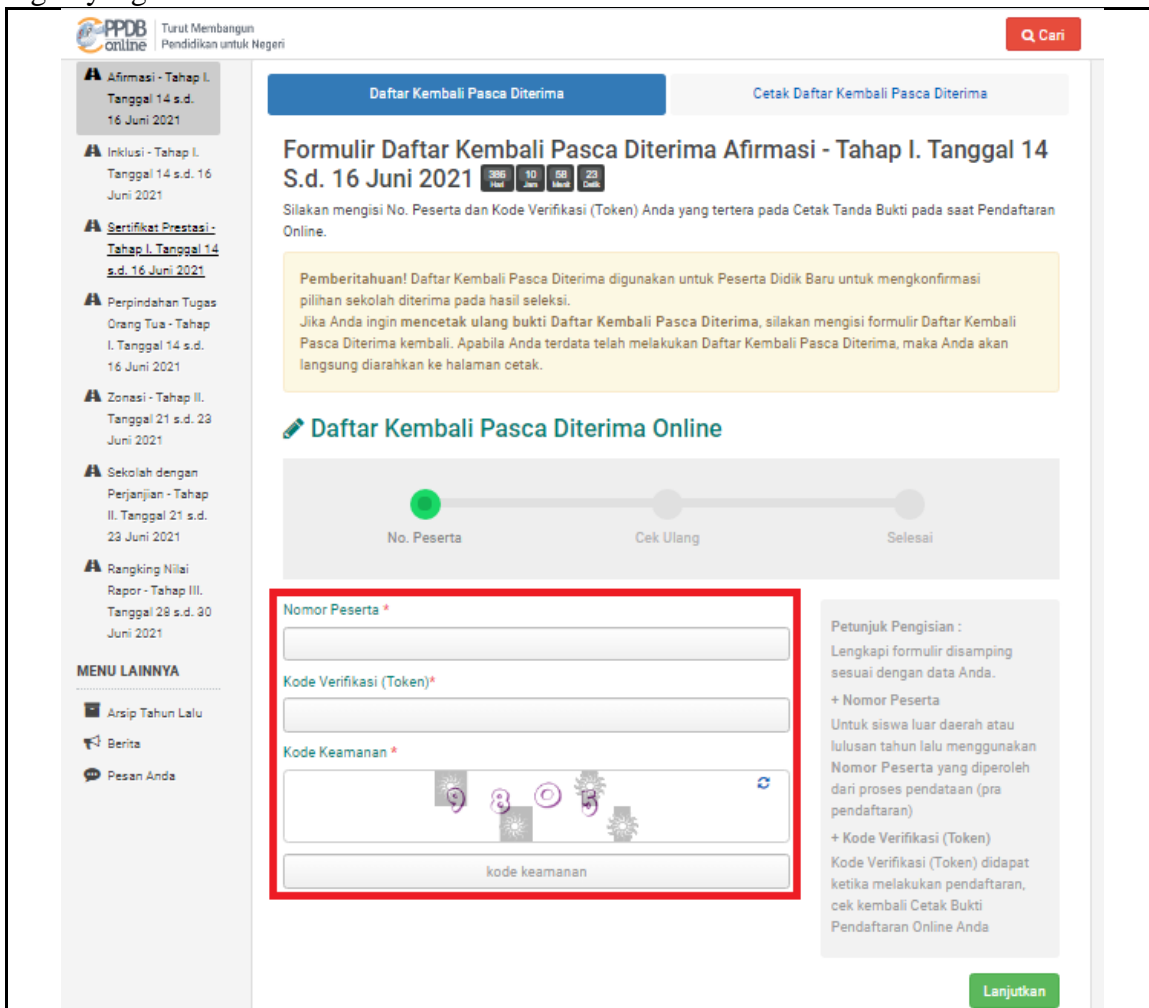 PPDB online
Turut Membangun
Pendidikan untuk Negeri
Cari
Afirmasi - Tahap I.
Tanggal 14 s.d.
16 Juni 2021
Inklusi - Tahap I.
Tanggal 14 s.d. 16
Juni 2021
Sertifikat Prestasi -
Tahap I. Tanggal 14
s.d. 16 Juni 2021
Perpindahan Tugas
Orang Tua - Tahap
I. Tanggal 14 s.d.
16 Juni 2021
Zonasi - Tahap II.
Tanggal 21 s.d. 23
Juni 2021
Sekolah dengan
Perjanjian - Tahap
II. Tanggal 21 s.d.
23 Juni 2021
Rangking Nilai
Rapor - Tahap III.
Tanggal 28 s.d. 30
Juni 2021
MENU LAINNYA
Arsip Tahun Lalu
Berita
Pesan Anda
Daftar Kembali Pasca Diterima
Cetak Daftar Kembali Pasca Diterima
Formulir Daftar Kembali Pasca Diterima Afirmasi - Tahap I. Tanggal 14
S.d. 16 Juni 2021 386 Hari 10 Jam 58 Menit 23 Detik
Silakan mengisi No. Peserta dan Kode Verifikasi (Token) Anda yang tertera pada Cetak Tanda Bukti pada saat Pendaftaran
Online.
Pemberitahuan! Daftar Kembali Pasca Diterima digunakan untuk Peserta Didik Baru untuk mengkonfirmasi
pilihan sekolah diterima pada hasil seleksi.
Jika Anda ingin mencetak ulang bukti Daftar Kembali Pasca Diterima, silakan mengisi formulir Daftar Kembali
Pasca Diterima kembali. Apabila Anda terdata telah melakukan Daftar Kembali Pasca Diterima, maka Anda akan
langsung diarahkan ke halaman cetak.
Daftar Kembali Pasca Diterima Online
No. Peserta
Cek Ulang
Selesai
Nomor Peserta *
Kode Verifikasi (Token)*
Kode Keamanan *
9 8 0 5
kode keamanan
Petunjuk Pengisian :
Lengkapi formulir disamping
sesuai dengan data Anda.
+ Nomor Peserta
Untuk siswa luar daerah atau
lulusan tahun lalu menggunakan
Nomor Peserta yang diperoleh
dari proses pendataan (pra
pendaftaran)
+ Kode Verifikasi (Token)
Kode Verifikasi (Token) didapat
ketika melakukan pendaftaran,
cek kembali Cetak Bukti
Pendaftaran Online Anda
Lanjutkan